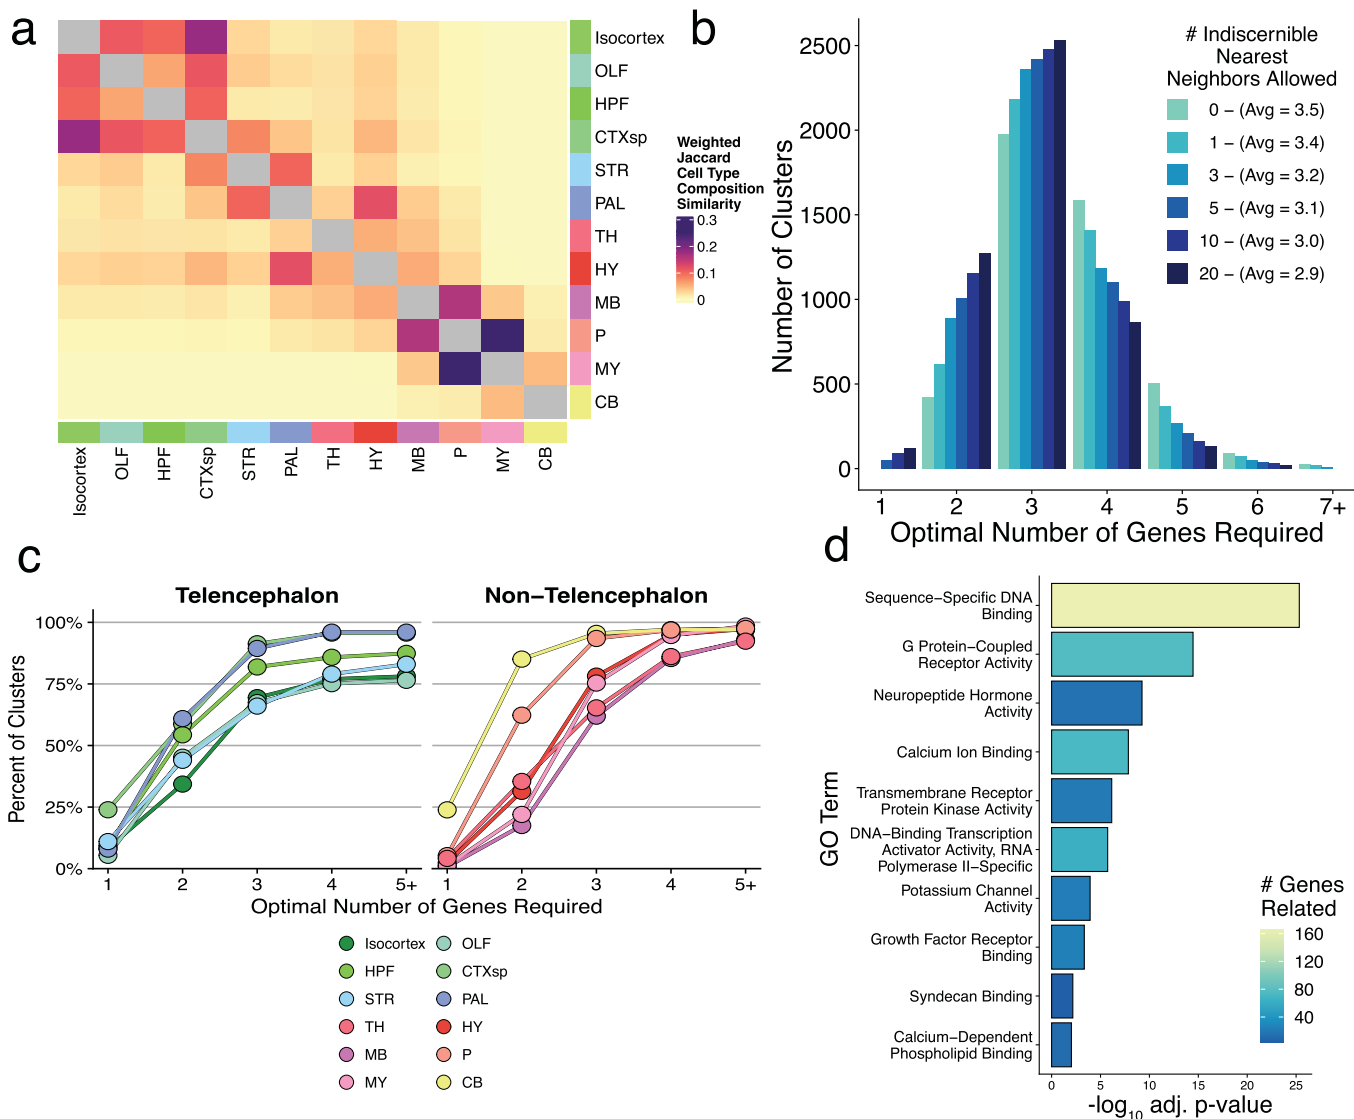 a
Isocortex
OLF
HPF
CTXsp
STR
PAL
TH
HY
MB
P
MY
CB
Isocortex
OLF
HPF
CTXsp
STR
PAL
TH
HY
MB
P
MY
CB
Weighted
Jaccard
Cell Type
Composition
Similarity
0.3
0.2
0.1
0
b
Number of Clusters
2500
2000
1500
1000
500
0
1 2 3 4 5 6 7+
Optimal Number of Genes Required
# Indiscernible
Nearest
Neighbors Allowed
0 − (Avg = 3.5)
1 − (Avg = 3.4)
3 − (Avg = 3.2)
5 − (Avg = 3.1)
10 − (Avg = 3.0)
20 − (Avg = 2.9)
c
Telencephalon
Non−Telencephalon
Percent of Clusters
100%
75%
50%
25%
0%
1 2 3 4 5+
1 2 3 4 5+
Optimal Number of Genes Required
Isocortex
OLF
HPF
CTXsp
STR
PAL
TH
HY
MB
P
MY
CB
d
GO Term
Sequence−Specific DNA
Binding
G Protein−Coupled
Receptor Activity
Neuropeptide Hormone
Activity
Calcium Ion Binding
Transmembrane Receptor
Protein Kinase Activity
DNA−Binding Transcription
Activator Activity, RNA
Polymerase II−Specific
Potassium Channel
Activity
Growth Factor Receptor
Binding
Syndecan Binding
Calcium−Dependent
Phospholipid Binding
0 5 10 15 20 25
-log10 adj. p-value
# Genes
Related
160
120
80
40